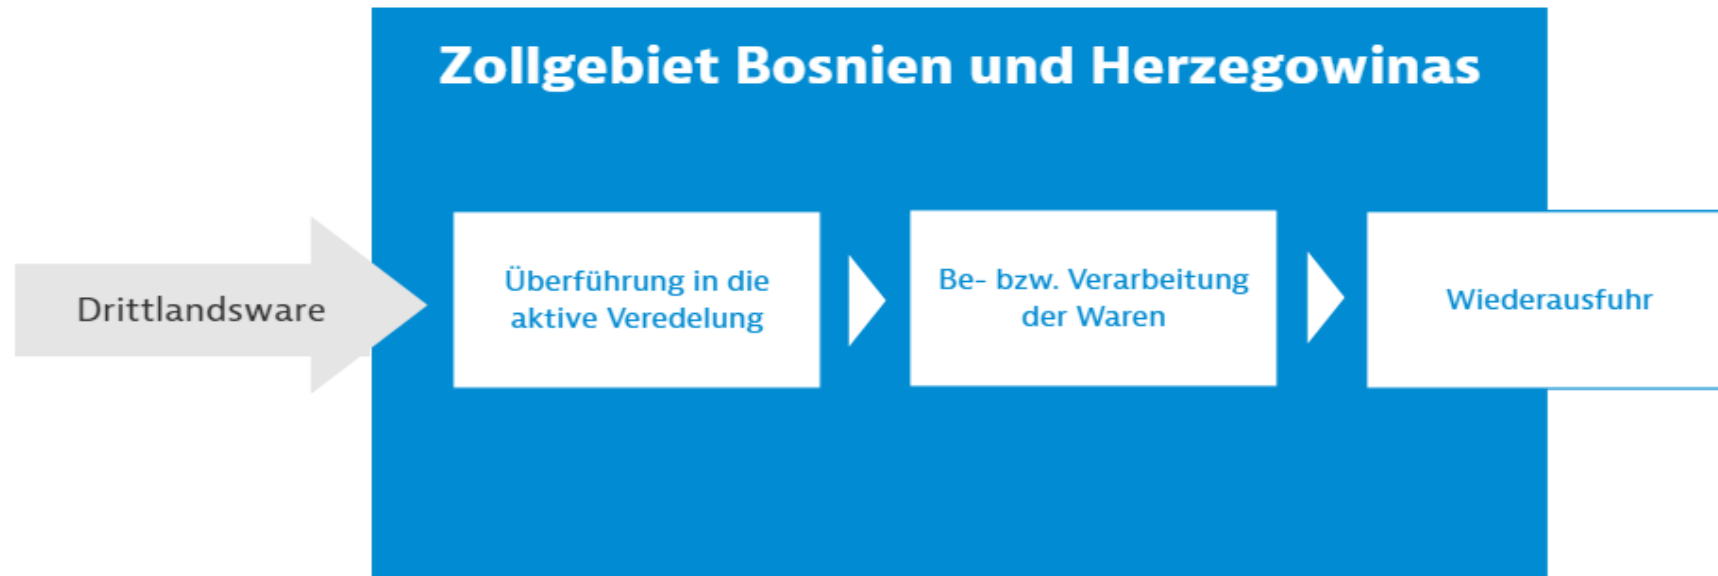 Zollgebiet Bosnien und Herzegowinas
Drittlandsware
Überführung in die
aktive Veredelung
Be- bzw. Verarbeitung
der Waren
Wiederausfuhr